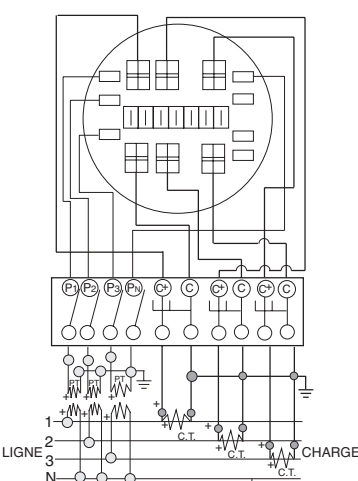 P1 P2 P3 PN C+ C C+ C C+ C
PT PT PT
+ + +
+ + +
1
+ C.T.
2
+ C.T.
LIGNE 3 + CHARGE
C.T.
N